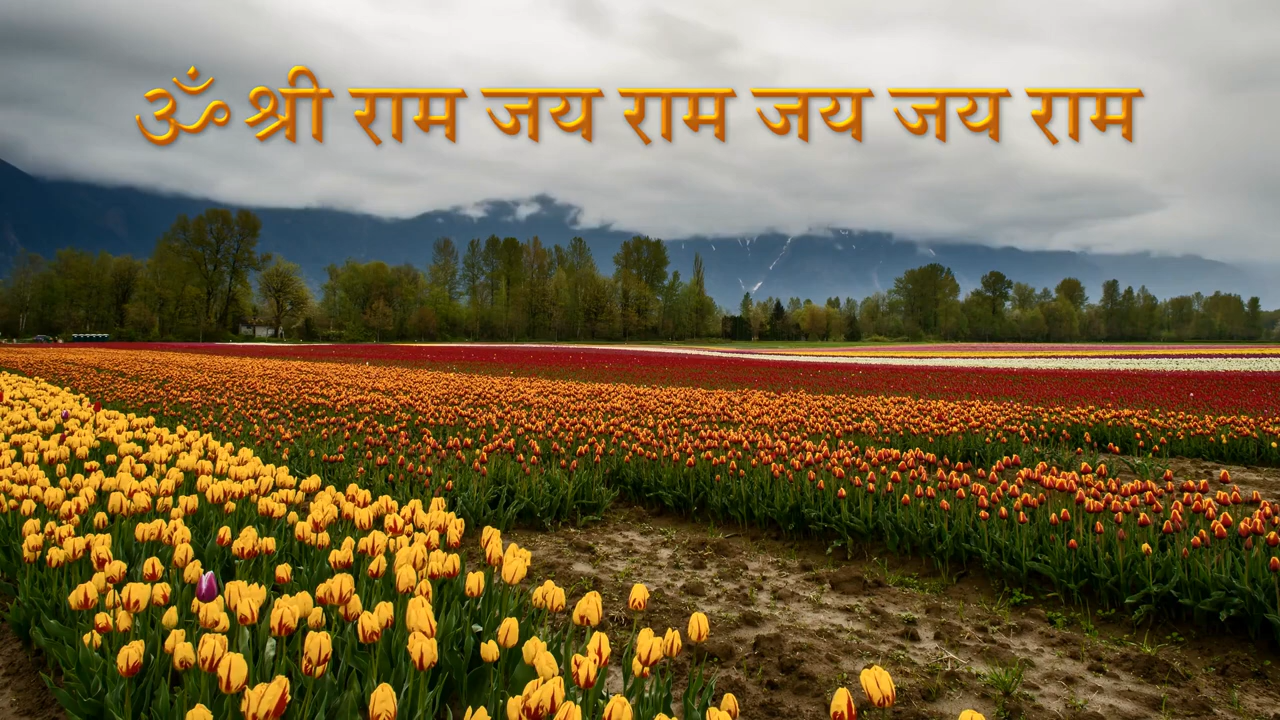 ॐ श्री राम जय राम जय जय राम